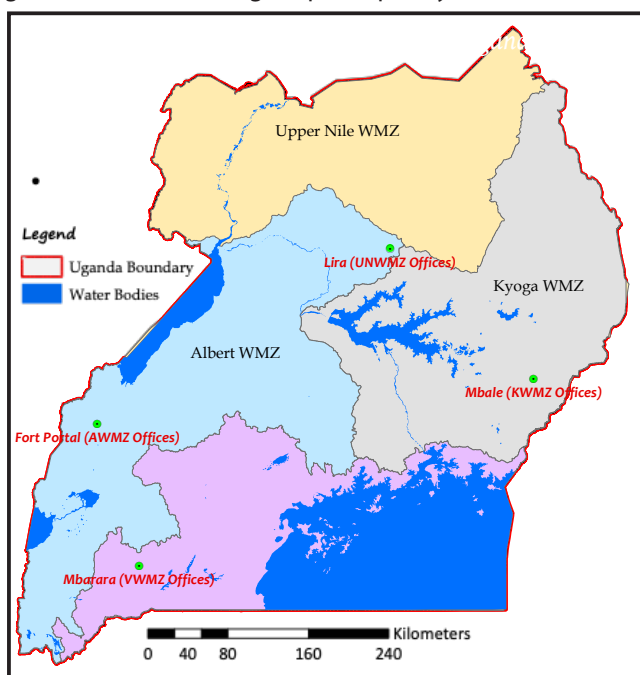 Upper Nile WMZ
Legend
Uganda Boundary
Water Bodies
Lira (UNWMZ Offices)
Kyoga WMZ
Albert WMZ
Mbale (KWMZ Offices)
Fort Portal (AWMZ Offices)
Mbarara (VWMZ Offices)
Kilometers
0 40 80 160 240